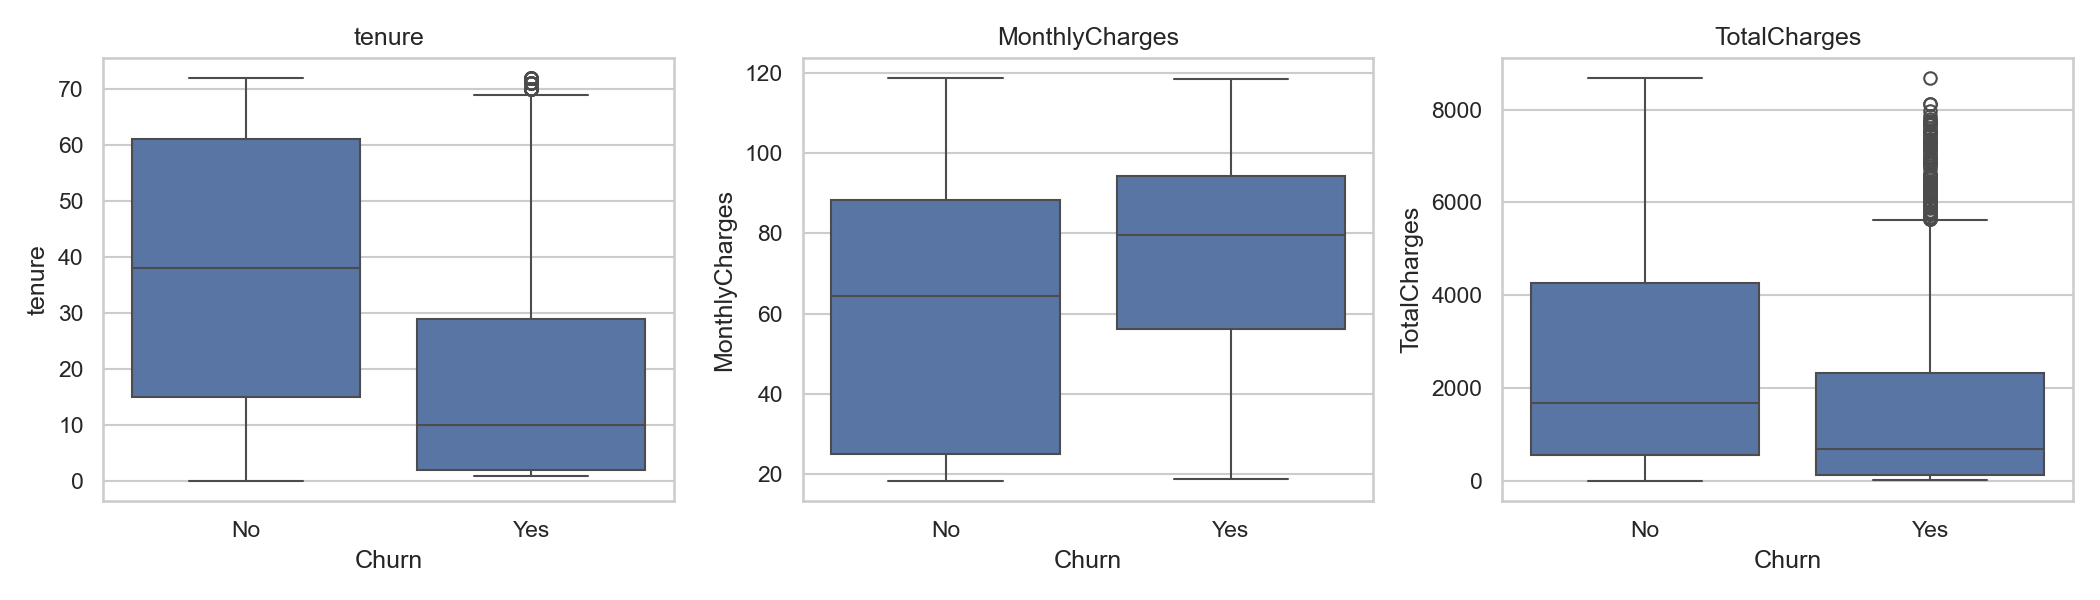 tenure
70
60
50
40
30
20
10
0
tenure
No
Yes
Churn
MonthlyCharges
120
100
80
60
40
20
MonthlyCharges
No
Yes
Churn
TotalCharges
8000
6000
4000
2000
0
TotalCharges
No
Yes
Churn